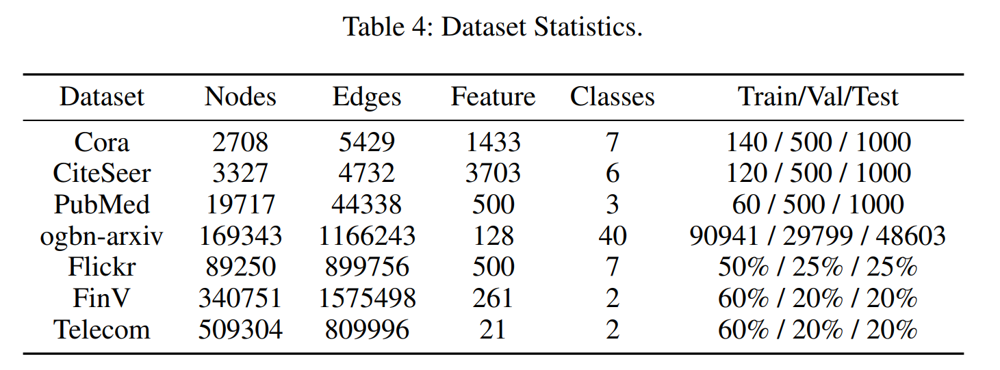 Table 4: Dataset Statistics.
Dataset Nodes Edges Feature Classes Train/Val/Test
Cora 2708 5429 1433 7 140 / 500 / 1000
CiteSeer 3327 4732 3703 6 120 / 500 / 1000
PubMed 19717 44338 500 3 60 / 500 / 1000
ogbn-arxiv 169343 1166243 128 40 90941 / 29799 / 48603
Flickr 89250 899756 500 7 50% / 25% / 25%
FinV 340751 1575498 261 2 60% / 20% / 20%
Telecom 509304 809996 21 2 60% / 20% / 20%